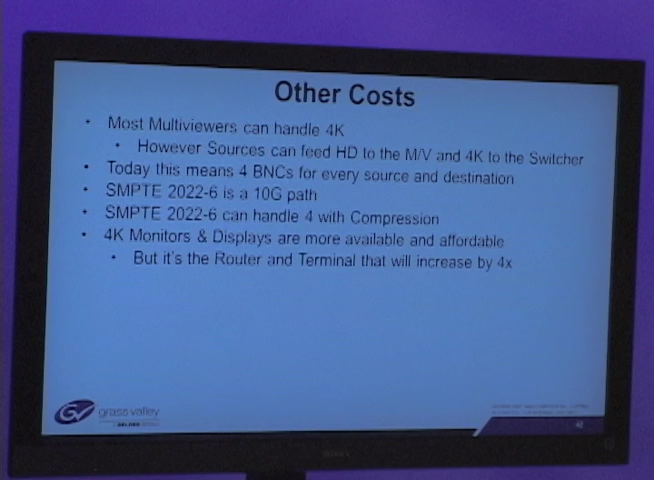 Other Costs
• Most Multiviewers can handle 4K
• However Sources can feed HD to the M/V and 4K to the Switcher
• Today this means 4 BNCs for every source and destination
• SMPTE 2022-6 is a 10G path
• SMPTE 2022-6 can handle 4 with Compression
• 4K Monitors & Displays are more available and affordable
• But it's the Router and Terminal that will increase by 4x
grass valley
A BELDEN BRAND
SONY